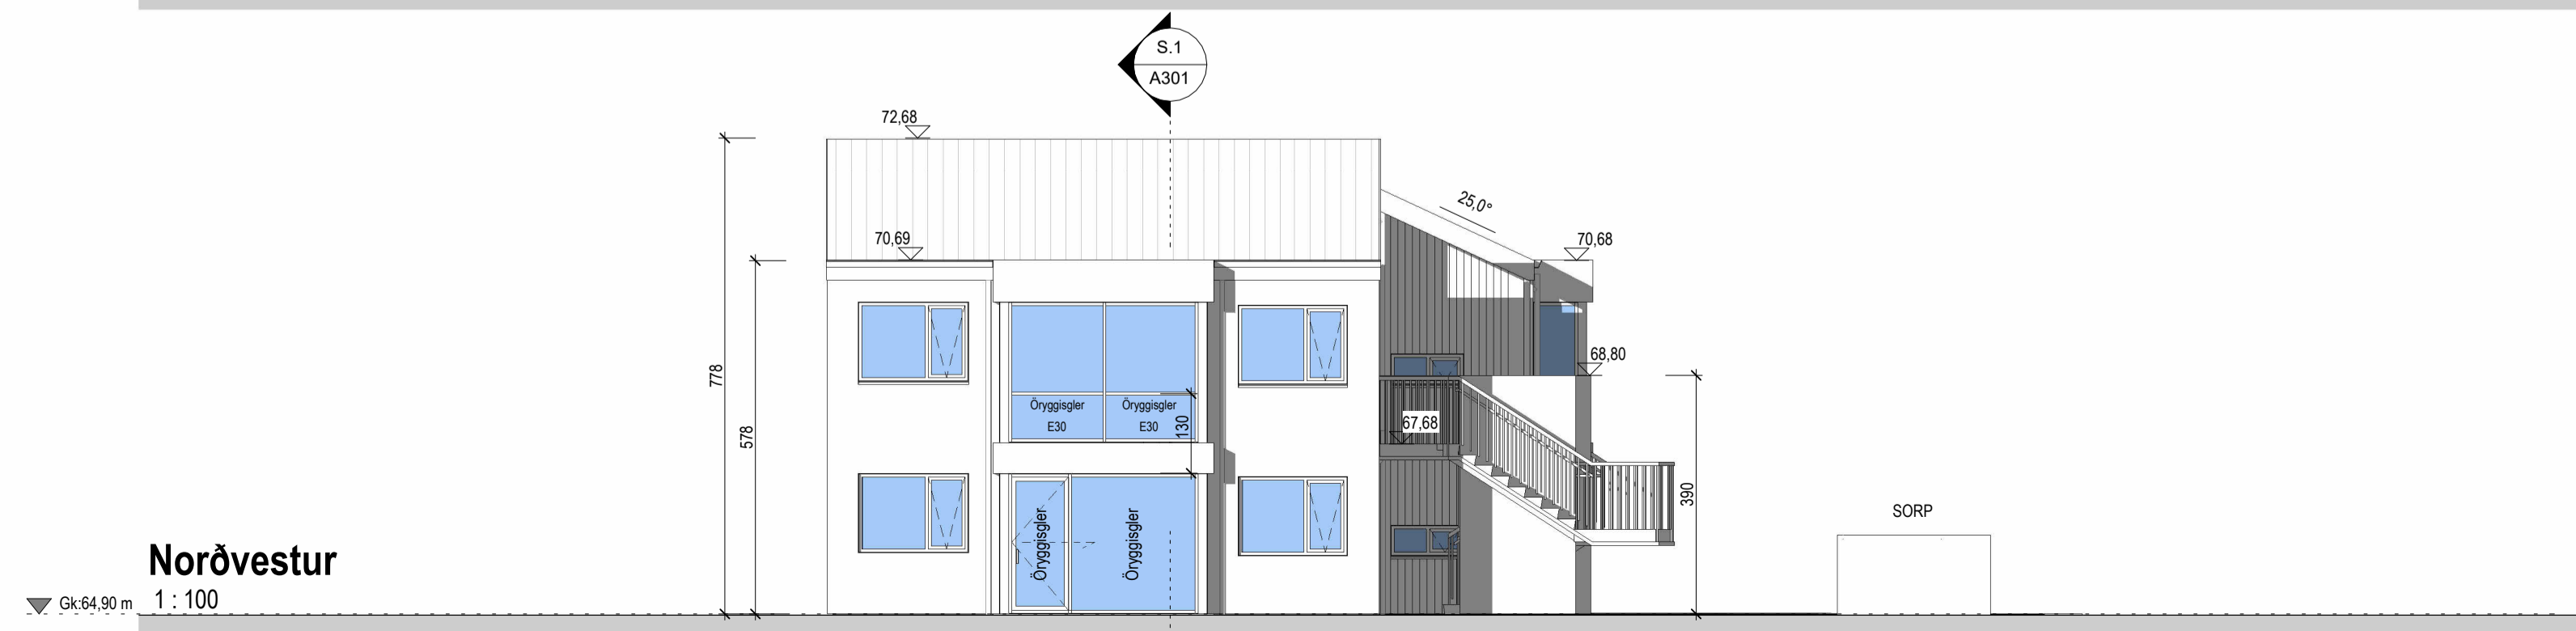 S.1
A301
72,68
25,0°
70,69
70,68
68,80
778
Öryggisgler
E30
Öryggisgler
E30
130
67,68
578
390
Öryggisgler
Öryggisgler
SORP
Norðvestur
Gk:64,90 m
1 : 100